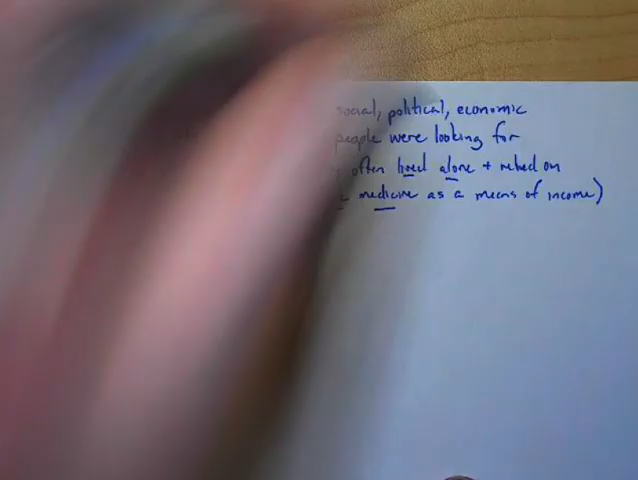 social, political, economic
people were looking for
often lived alone + relied on
medicine as a means of income)